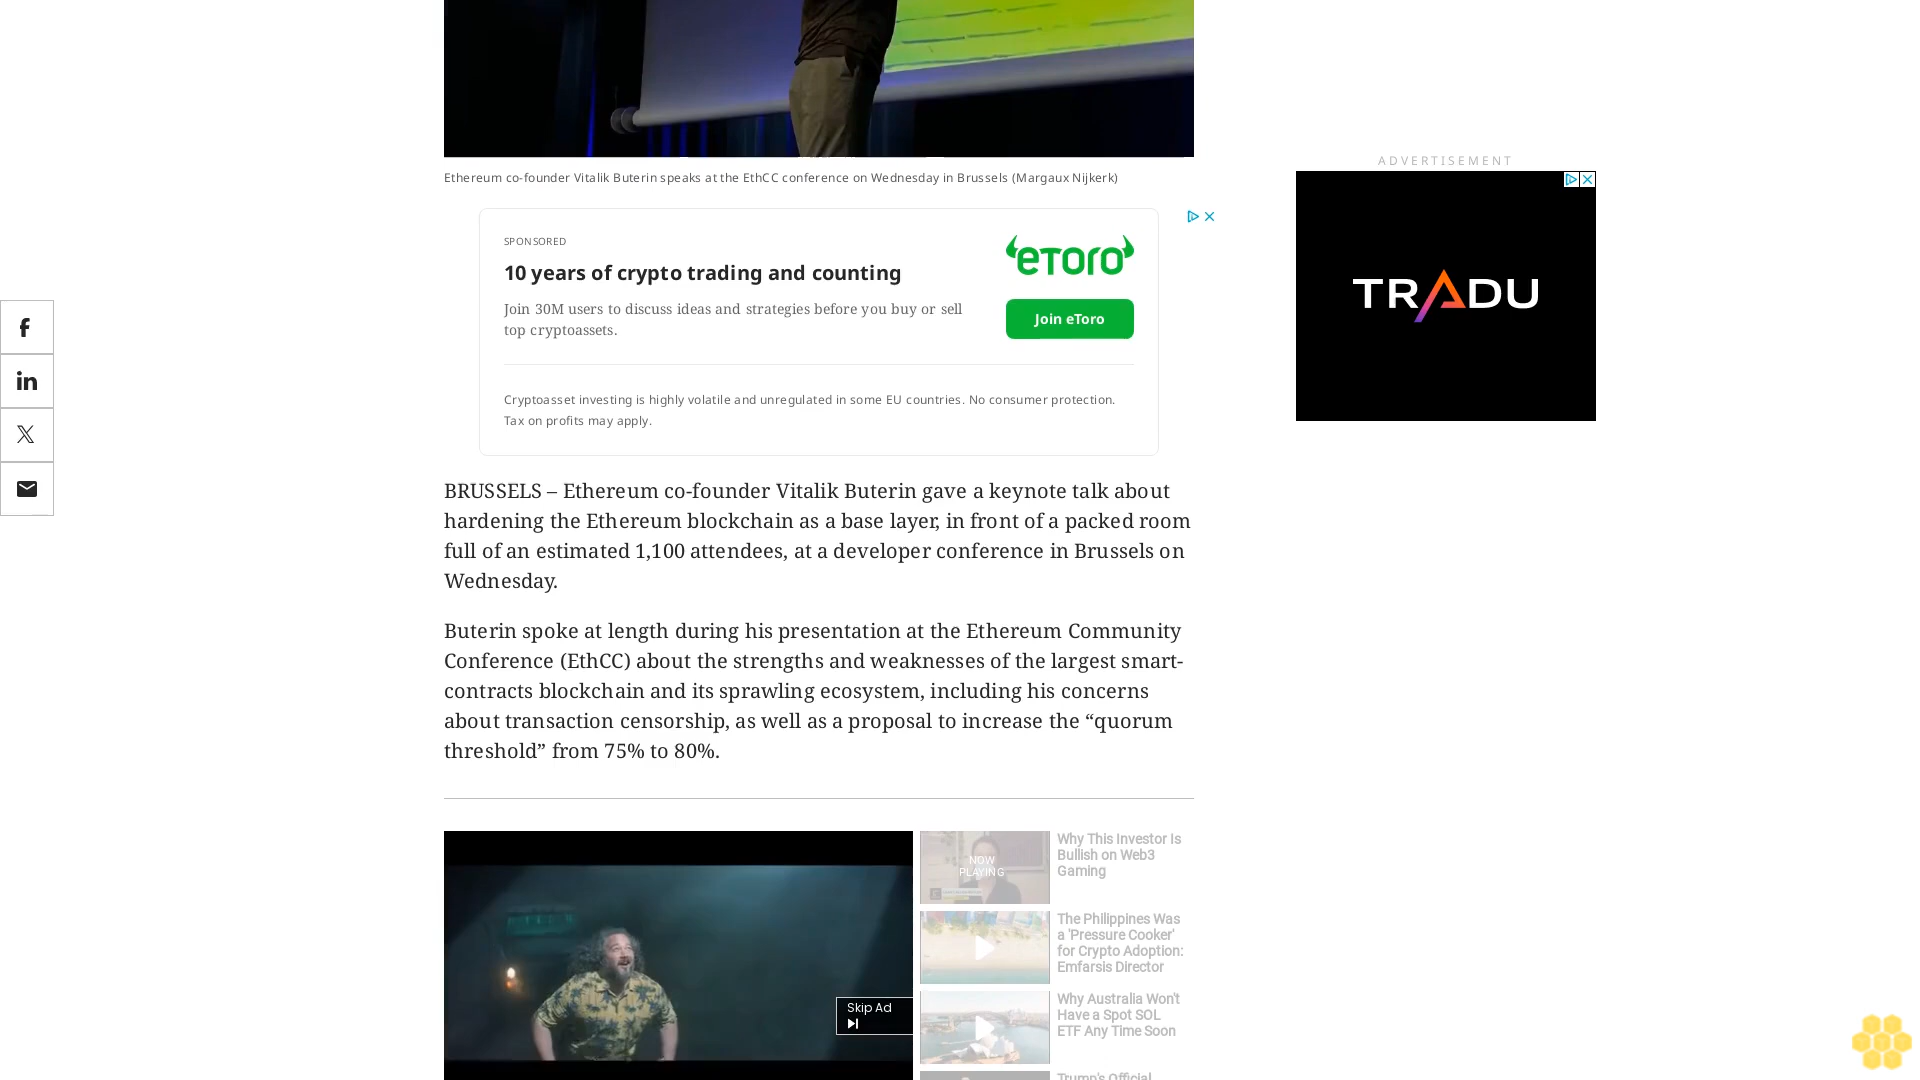 Ethereum co-founder Vitalik Buterin speaks at the EthCC conference on Wednesday in Brussels (Margaux Nijkerk)
SPONSORED
10 years of crypto trading and counting
Join 30M users to discuss ideas and strategies before you buy or sell
top cryptoassets.
eTORO
Join eToro
Cryptoasset investing is highly volatile and unregulated in some EU countries. No consumer protection.
Tax on profits may apply.
ADVERTISEMENT
TRADU
BRUSSELS – Ethereum co-founder Vitalik Buterin gave a keynote talk about
hardening the Ethereum blockchain as a base layer, in front of a packed room
full of an estimated 1,100 attendees, at a developer conference in Brussels on
Wednesday.
Buterin spoke at length during his presentation at the Ethereum Community
Conference (EthCC) about the strengths and weaknesses of the largest smart-
contracts blockchain and its sprawling ecosystem, including his concerns
about transaction censorship, as well as a proposal to increase the “quorum
threshold” from 75% to 80%.
Skip Ad
NOW
PLAYING
Why This Investor Is
Bullish on Web3
Gaming
The Philippines Was
a 'Pressure Cooker'
for Crypto Adoption:
Emfarsis Director
Why Australia Won't
Have a Spot SOL
ETF Any Time Soon
Trump's Official